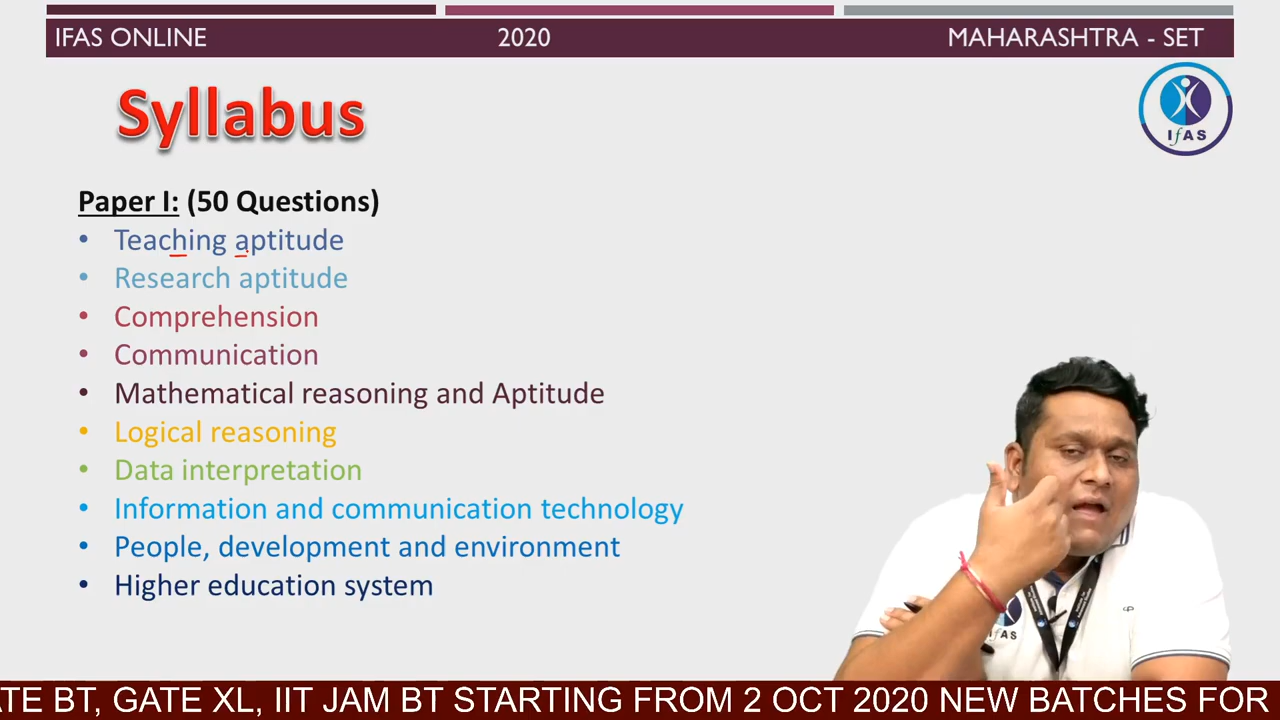 IFAS ONLINE 2020 MAHARASHTRA - SET
Syllabus
IfAS
Paper I: (50 Questions)
• Teaching aptitude
• Research aptitude
• Comprehension
• Communication
• Mathematical reasoning and Aptitude
• Logical reasoning
• Data interpretation
• Information and communication technology
• People, development and environment
• Higher education system
IfAS
ATE BT, GATE XL, IIT JAM BT STARTING FROM 2 OCT 2020 NEW BATCHES FOR